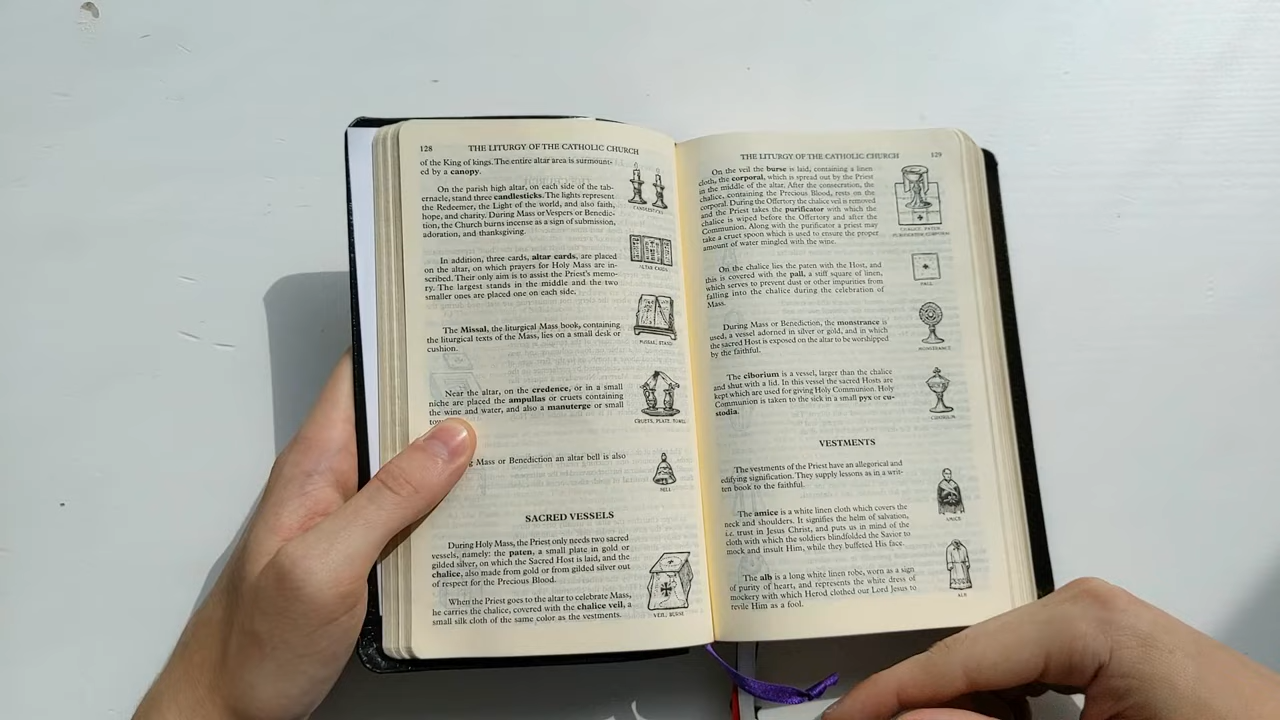 128
THE LITURGY OF THE CATHOLIC CHURCH
of the King of kings. The entire altar area is surmount-
ed by a canopy.
CANDLESTICKS
On the parish high altar, on each side of the tab-
ernacle, stand three candlesticks. The lights represent
the Redeemer, the Light of the world, and also faith,
hope, and charity. During Mass or Vespers or Benedic-
tion, the Church burns incense as a sign of submission,
adoration, and thanksgiving.
ALTAR CARDS
In addition, three cards, altar cards, are placed
on the altar, on which prayers for Holy Mass are in-
scribed. Their only aim is to assist the Priest's memo-
ry. The largest stands in the middle and the two
smaller ones are placed one on each side.
MISSAL, STAND
The Missal, the liturgical Mass book, containing
the liturgical texts of the Mass, lies on a small desk or
cushion.
Near the altar, on the credence, or in a small
niche are placed the ampullas or cruets containing
the wine and water, and also a manuterge or small
CRUETS, PLATE, TOWEL
Mass or Benediction an altar bell is also
BELL
SACRED VESSELS
During Holy Mass, the Priest only needs two sacred
vessels, namely: the paten, a small plate in gold or
gilded silver, on which the Sacred Host is laid, and the
chalice, also made from gold or from gilded silver out
of respect for the Precious Blood.
When the Priest goes to the altar to celebrate Mass,
he carries the chalice, covered with the chalice veil, a
small silk cloth of the same color as the vestments.
VEIL, BURSE
THE LITURGY OF THE CATHOLIC CHURCH
129
On the veil the burse is laid, containing a linen
cloth, the corporal, which is spread out by the Priest
in the middle of the altar. After the consecration, the
chalice, containing the Precious Blood, rests on the
corporal. During the Offertory the chalice veil is removed
and the Priest takes the purificator with which the
chalice is wiped before the Offertory and after the
Communion. Along with the purificator a priest may
take a cruet spoon which is used to ensure the proper
amount of water mingled with the wine.
CHALICE, PATEN,
PURIFICATOR, CORPORAL
On the chalice lies the paten with the Host, and
this is covered with the pall, a stiff square of linen,
which serves to prevent dust or other impurities from
falling into the chalice during the celebration of
Mass.
PALL
During Mass or Benediction, the monstrance is
used, a vessel adorned in silver or gold, and in which
the sacred Host is exposed on the altar to be worshipped
by the faithful.
MONSTRANCE
The ciborium is a vessel, larger than the chalice
and shut with a lid. In this vessel the sacred Hosts are
kept which are used for giving Holy Communion. Holy
Communion is taken to the sick in a small pyx or cu-
stodia.
CIBORIUM
VESTMENTS
The vestments of the Priest have an allegorical and
edifying signification. They supply lessons as in a writ-
ten book to the faithful.
The amice is a white linen cloth which covers the
neck and shoulders. It signifies the helm of salvation,
i.e. trust in Jesus Christ, and puts us in mind of the
cloth with which the soldiers blindfolded the Savior to
mock and insult Him, while they buffeted His face.
AMICE
The alb is a long white linen robe, worn as a sign
of purity of heart, and represents the white dress of
mockery with which Herod clothed our Lord Jesus to
revile Him as a fool.
ALB